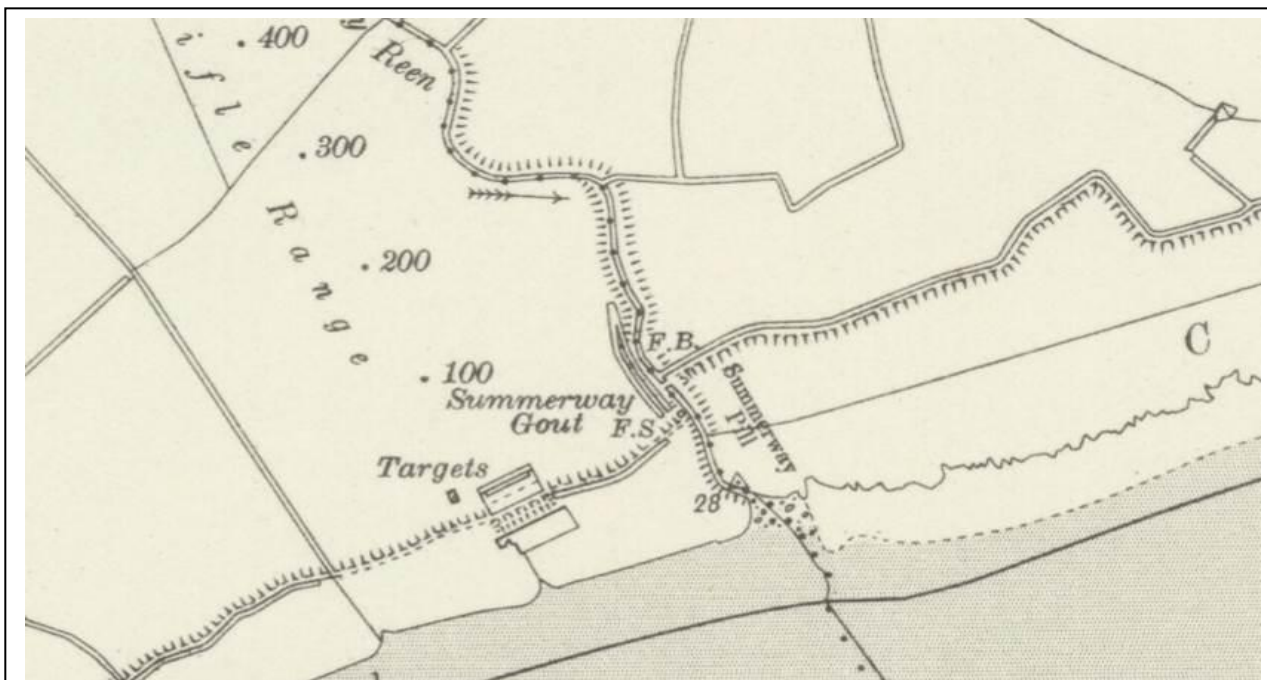 400
Reen
ifle
300
Range
200
100
F.B.
Summerway
Gout
F.S.
Summerway
Pill
C
Targets
28